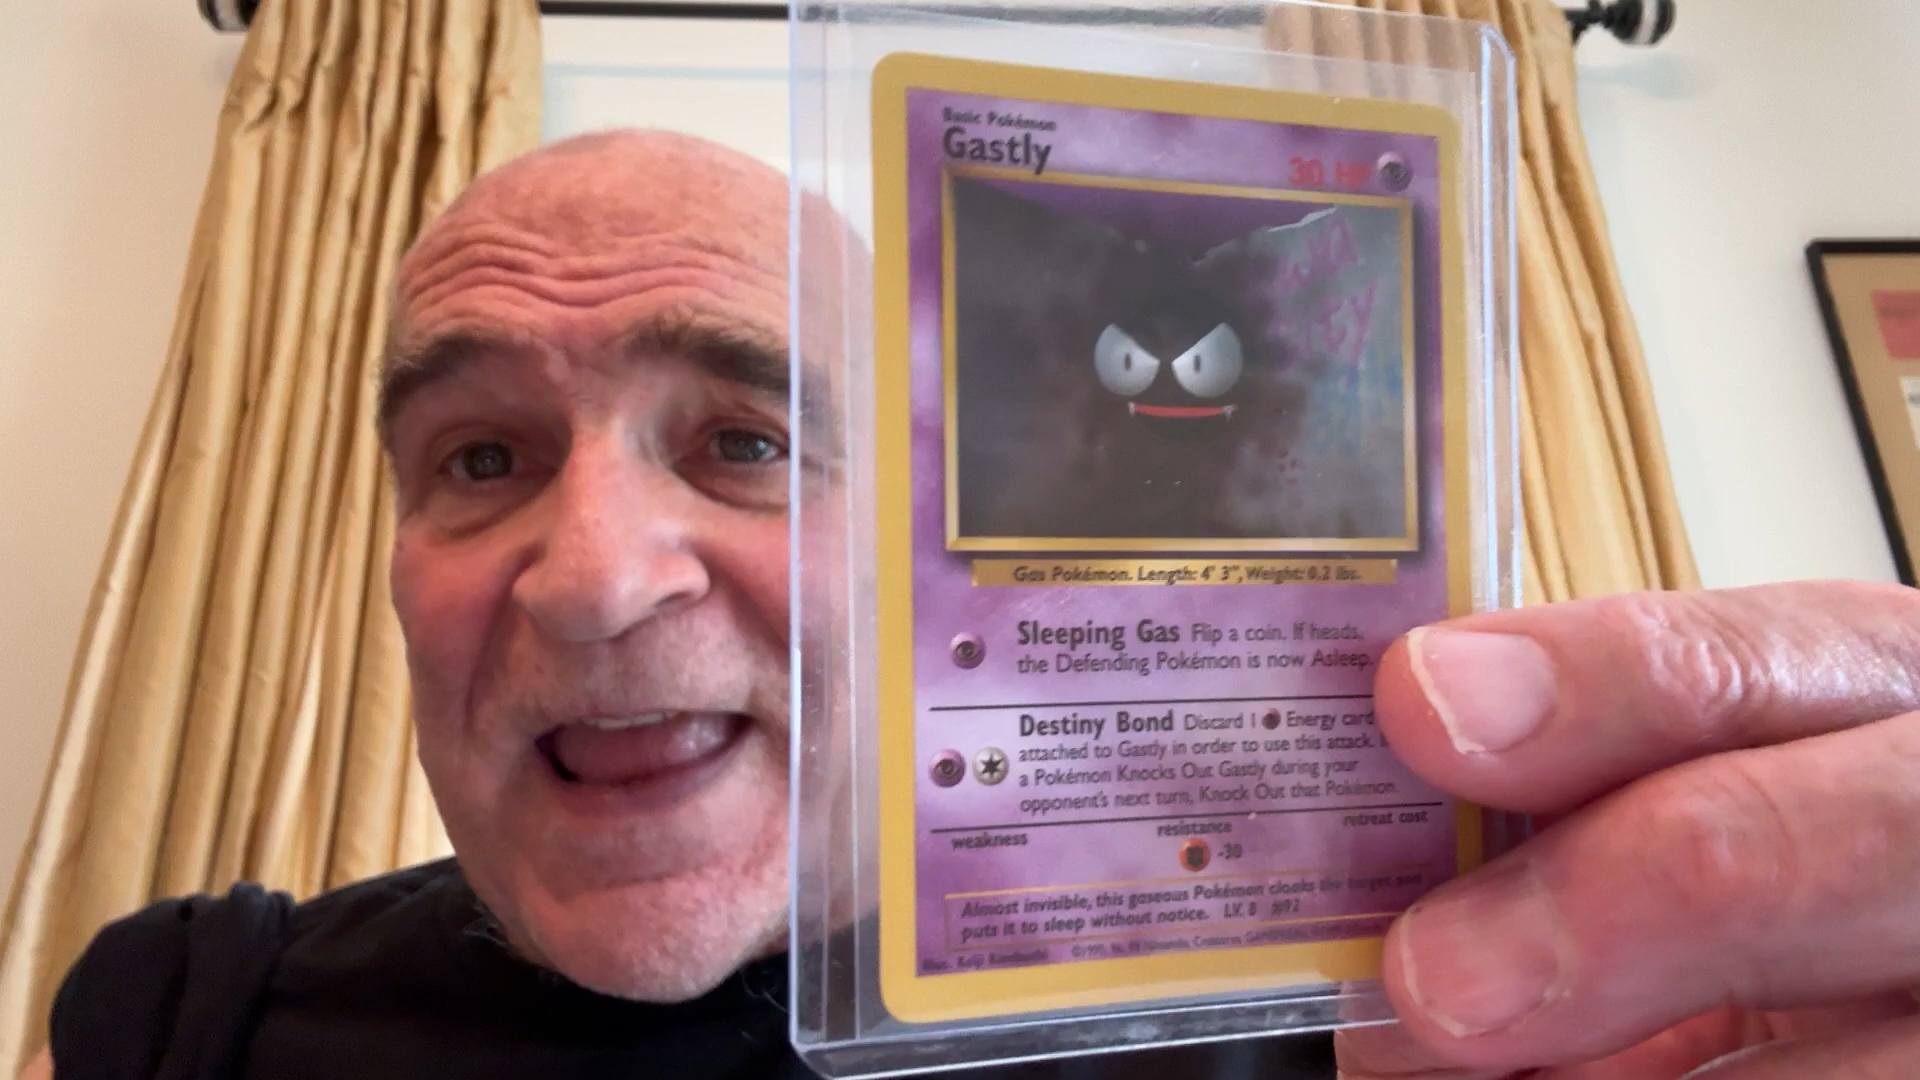 Basic Pokémon
Gastly
30 HP
Gas Pokémon. Length: 4' 3", Weight: 0.2 lbs.
Sleeping Gas Flip a coin. If heads,
the Defending Pokémon is now Asleep.
Destiny Bond Discard 1 Energy card
attached to Gastly in order to use this attack.
a Pokémon Knocks Out Gastly during your
opponent's next turn, Knock Out that Pokémon.
weakness
resistance
retreat cost
-30
Almost invisible, this gaseous Pokémon cloaks the target and
puts it to sleep without notice. LV. 8 #92
Illus. Keiji Kinebuchi